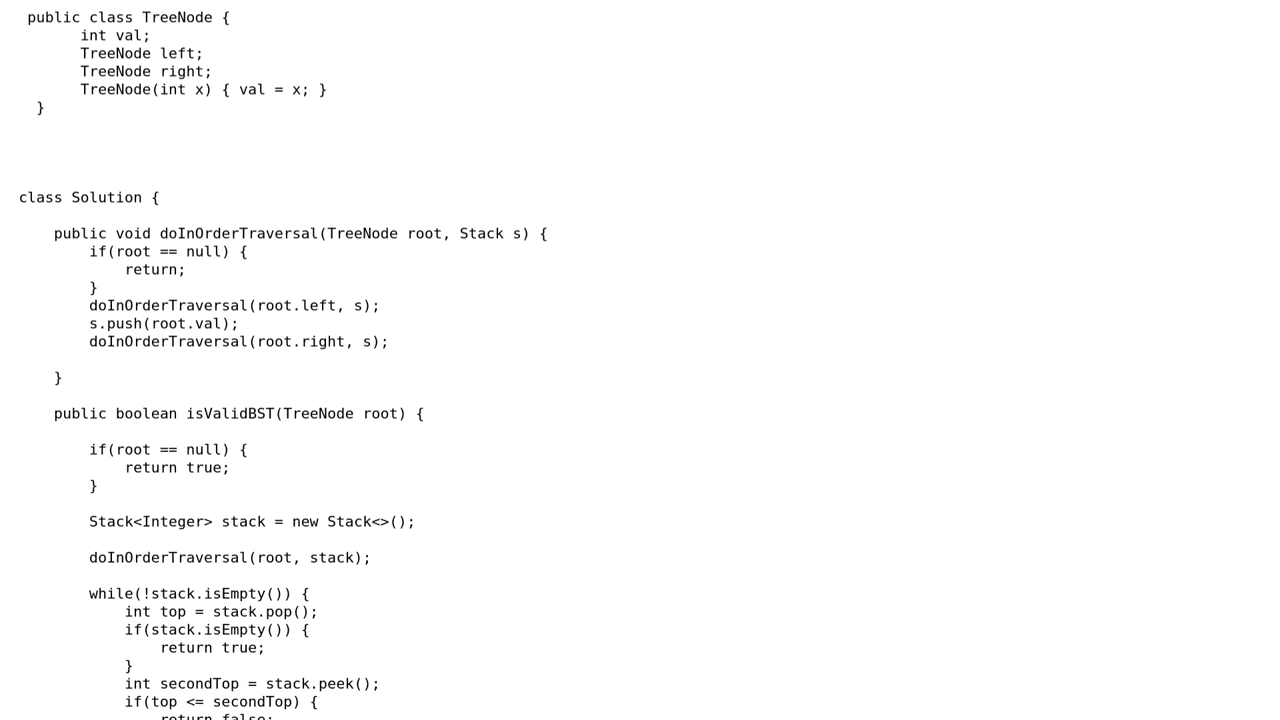 public class TreeNode {
int val;
TreeNode left;
TreeNode right;
TreeNode(int x) { val = x; }
}
class Solution {
public void doInOrderTraversal(TreeNode root, Stack s) {
if(root == null) {
return;
}
doInOrderTraversal(root.left, s);
s.push(root.val);
doInOrderTraversal(root.right, s);
}
public boolean isValidBST(TreeNode root) {
if(root == null) {
return true;
}
Stack<Integer> stack = new Stack<>();
doInOrderTraversal(root, stack);
while(!stack.isEmpty()) {
int top = stack.pop();
if(stack.isEmpty()) {
return true;
}
int secondTop = stack.peek();
if(top <= secondTop) {
return false;